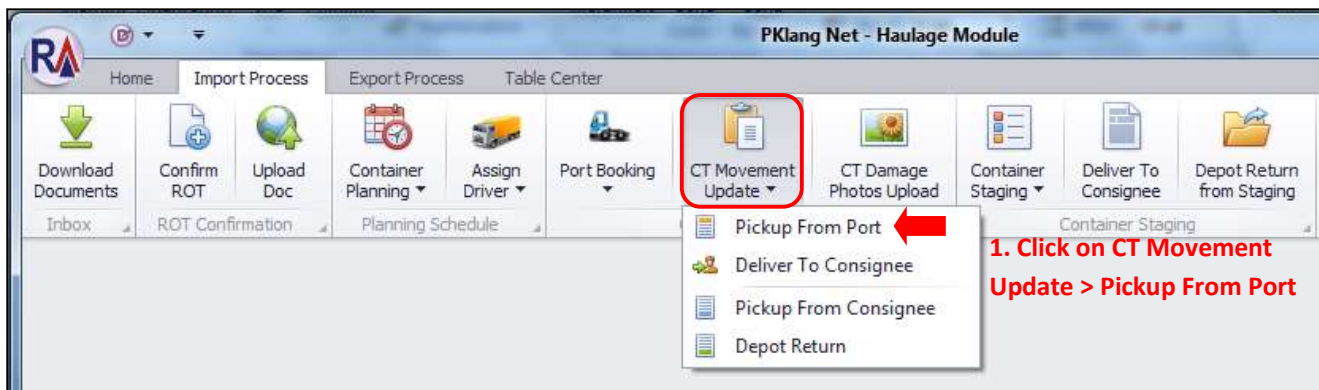 PKlang Net - Haulage Module
RA
Home Import Process Export Process Table Center
Download Documents
Confirm ROT
Upload Doc
Container Planning
Assign Driver
Port Booking
CT Movement Update
CT Damage Photos Upload
Container Staging
Deliver To Consignee
Depot Return from Staging
Inbox ROT Confirmation Planning Schedule Container Staging
Pickup From Port
Deliver To Consignee
Pickup From Consignee
Depot Return
1. Click on CT Movement
Update > Pickup From Port